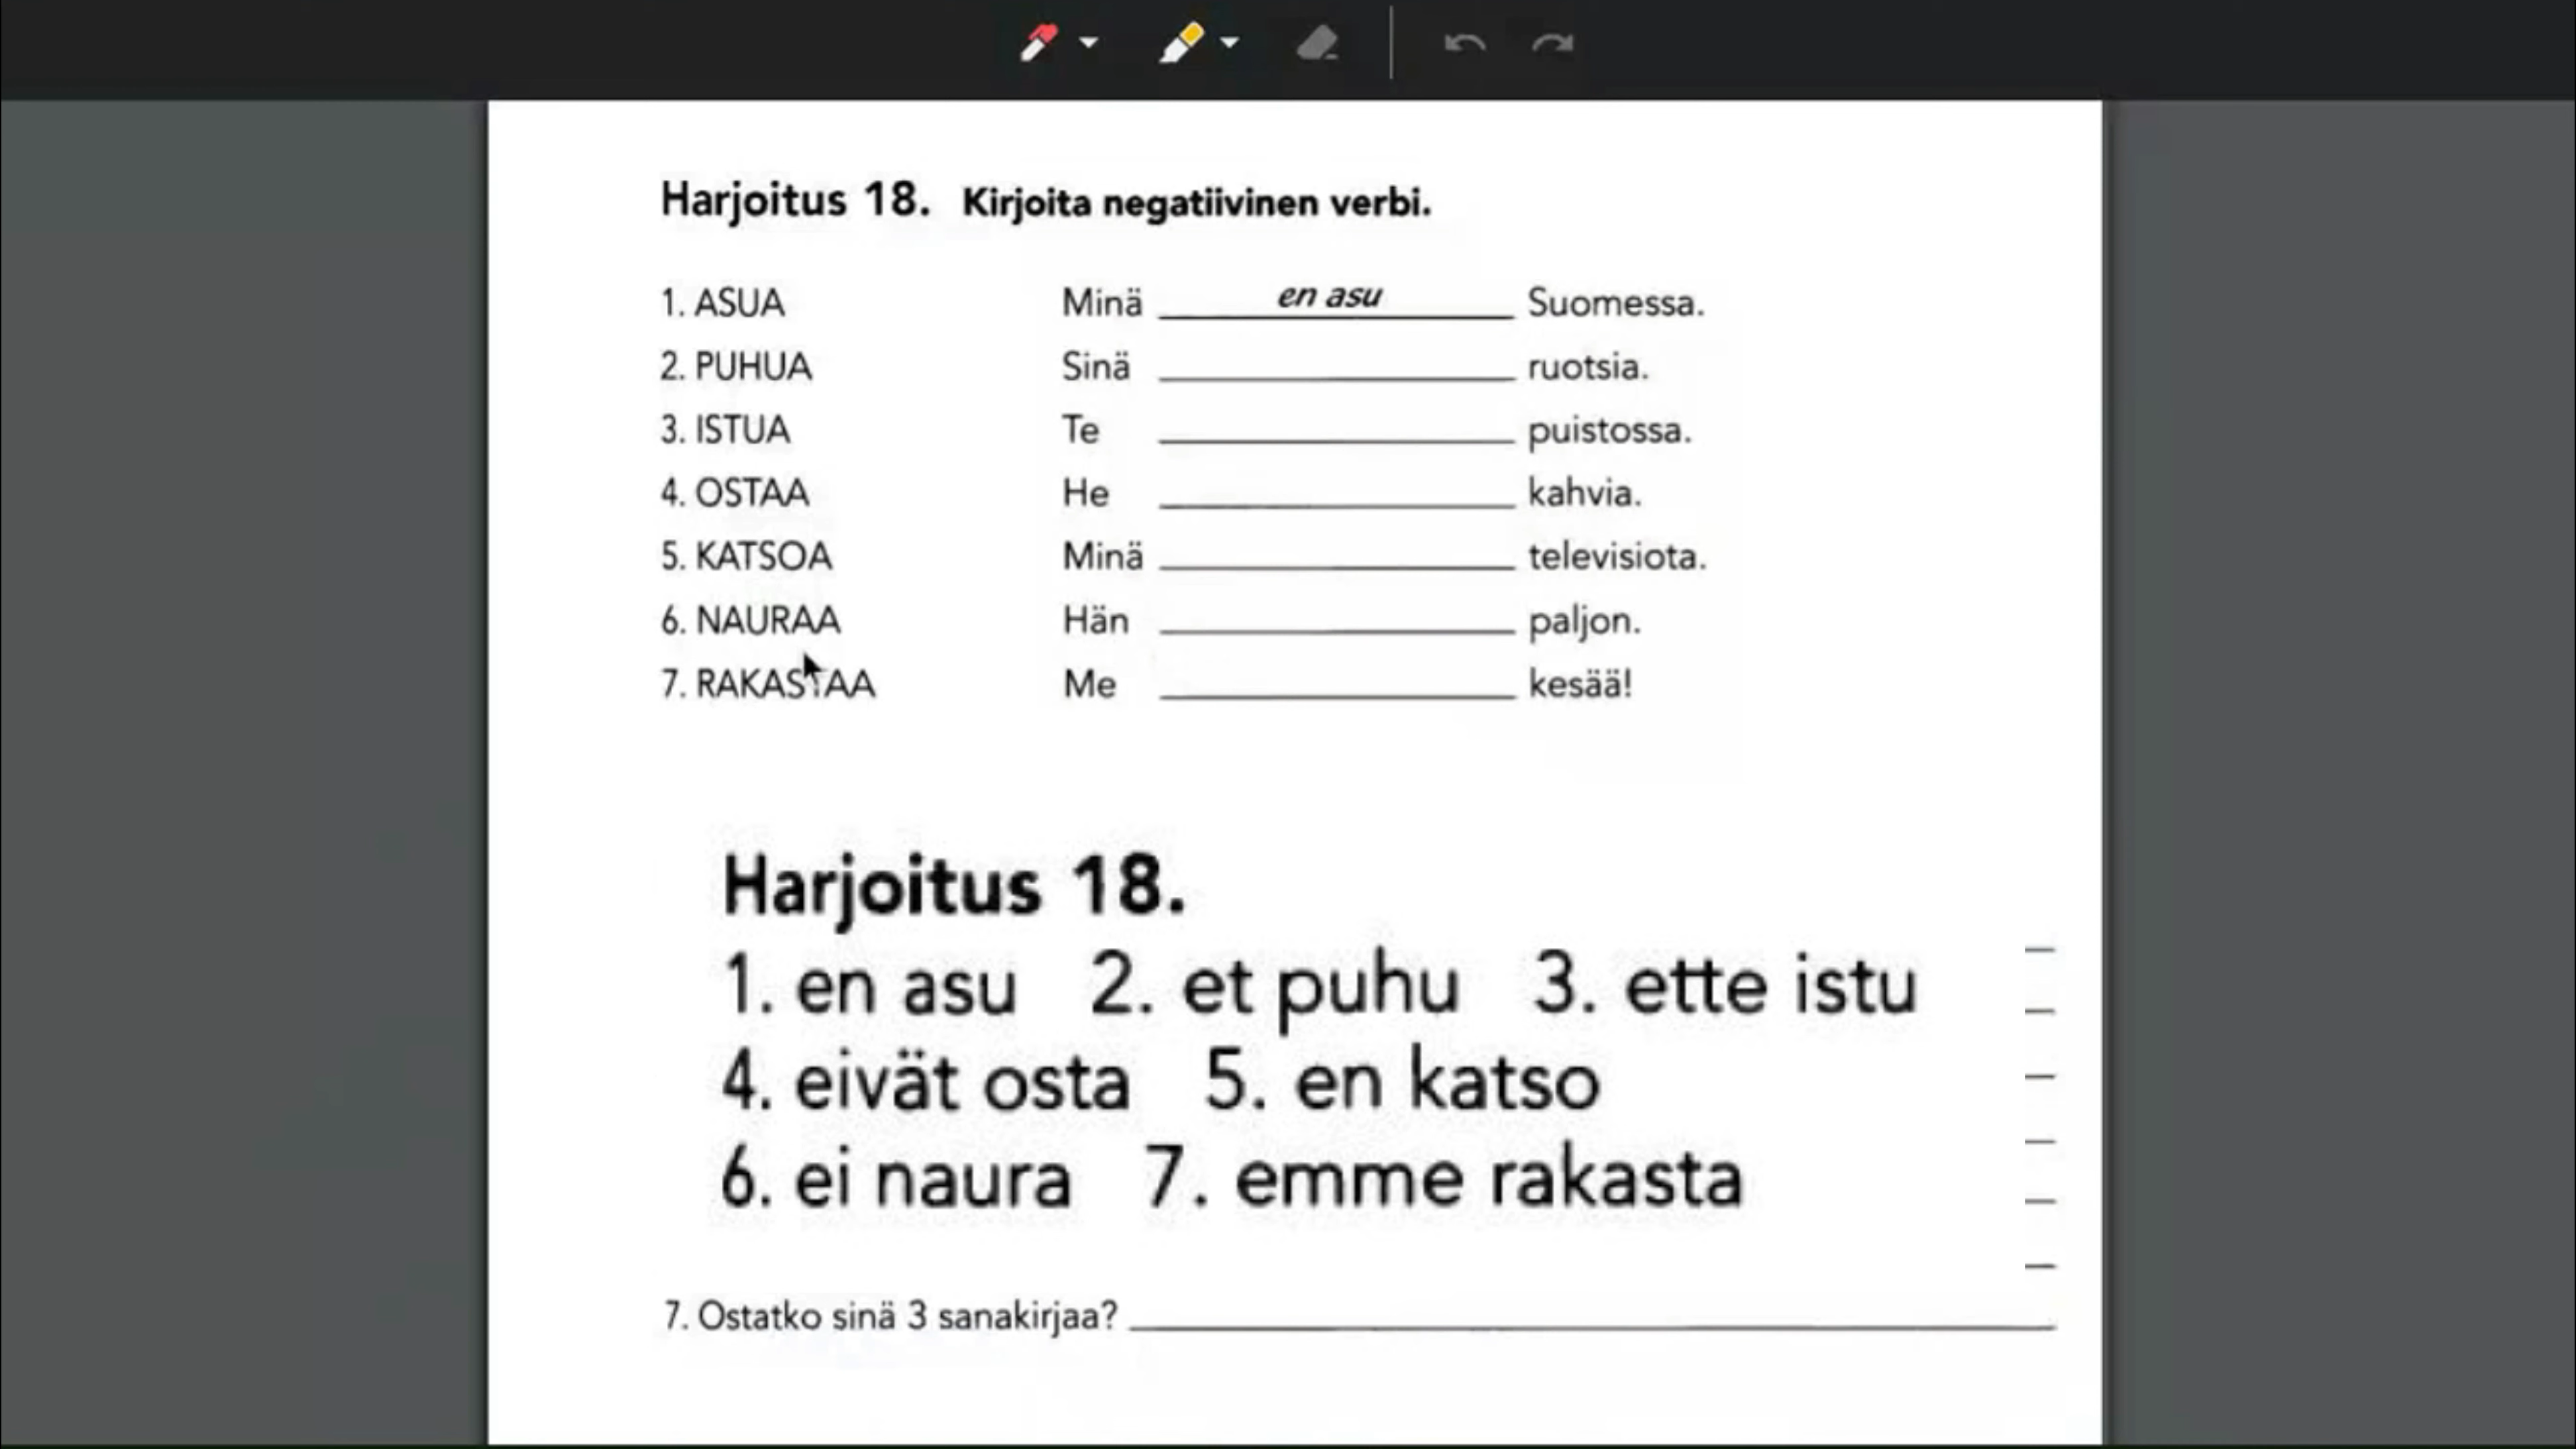 Harjoitus 18. Kirjoita negatiivinen verbi.
1. ASUA Minä en asu Suomessa.
2. PUHUA Sinä ruotsia.
3. ISTUA Te puistossa.
4. OSTAA He kahvia.
5. KATSOA Minä televisiota.
6. NAURAA Hän paljon.
7. RAKASTAA Me kesää!
Harjoitus 18.
1. en asu 2. et puhu 3. ette istu
4. eivät osta 5. en katso
6. ei naura 7. emme rakasta
7. Ostatko sinä 3 sanakirjaa?